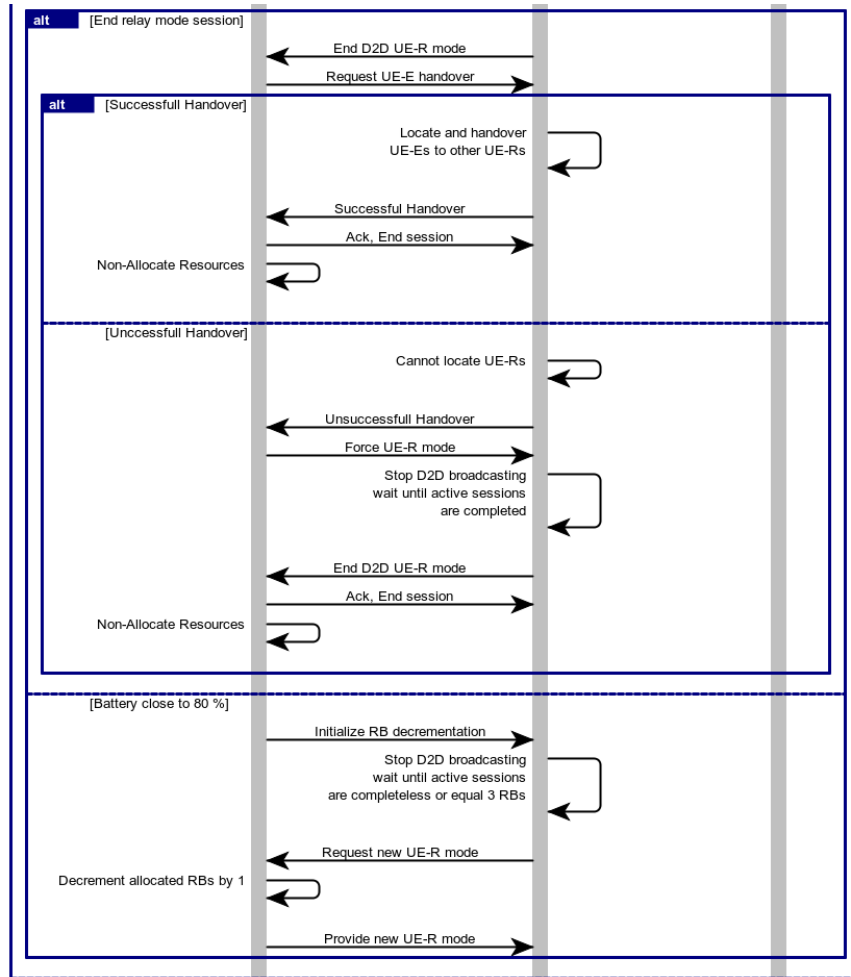 alt [End relay mode session]
End D2D UE-R mode
Request UE-E handover
alt [Successfull Handover]
Locate and handover
UE-Es to other UE-Rs
Successful Handover
Ack, End session
Non-Allocate Resources
[Unccessfull Handover]
Cannot locate UE-Rs
Unsuccessfull Handover
Force UE-R mode
Stop D2D broadcasting
wait until active sessions
are completed
End D2D UE-R mode
Ack, End session
Non-Allocate Resources
[Battery close to 80 %]
Initialize RB decrementation
Stop D2D broadcasting
wait until active sessions
are completeless or equal 3 RBs
Request new UE-R mode
Decrement allocated RBs by 1
Provide new UE-R mode